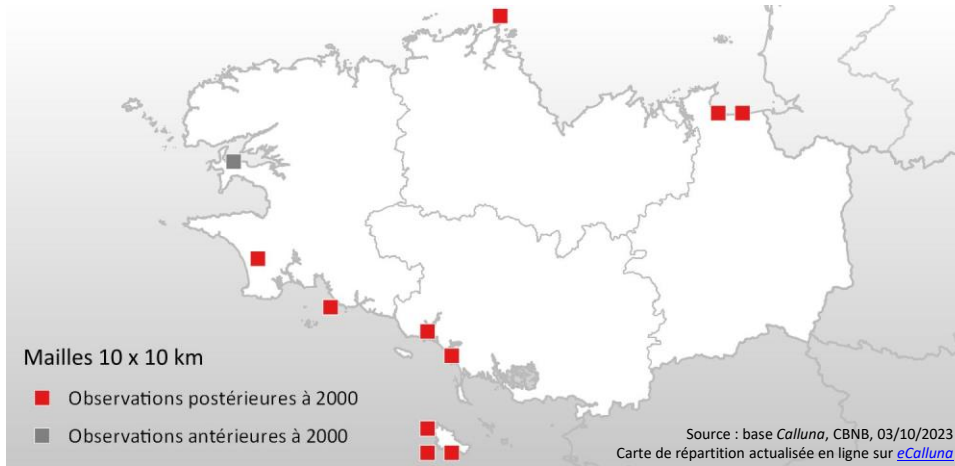 Mailles 10 x 10 km
Observations postérieures à 2000
Observations antérieures à 2000
Source : base Calluna, CBNB, 03/10/2023
Carte de répartition actualisée en ligne sur eCalluna